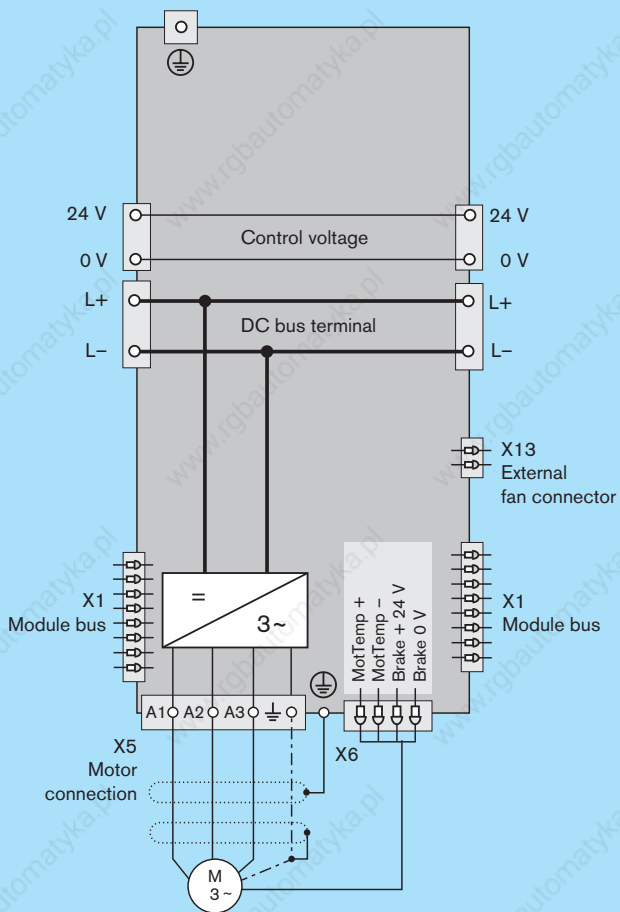 24 V
24 V
Control voltage
0 V
0 V
L+
L+
DC bus terminal
L−
L−
X13
External
fan connector
X1
Module bus
=
3~
MotTemp +
MotTemp −
Brake + 24 V
Brake 0 V
X1
Module bus
A1
A2
A3
X5
Motor
connection
X6
M
3 ~
www.rgbautomatyka.pl